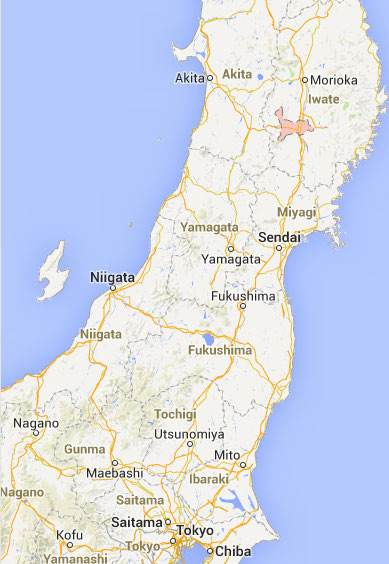 Akita
Akita
Morioka
Iwate
Miyagi
Yamagata
Sendai
Yamagata
Niigata
Fukushima
Niigata
Fukushima
Tochigi
Nagano
Utsunomiya
Gunma
Mito
Maebashi
Ibaraki
Nagano
Saitama
Saitama
Tokyo
Kofu
Tokyo
Chiba
Yamanashi